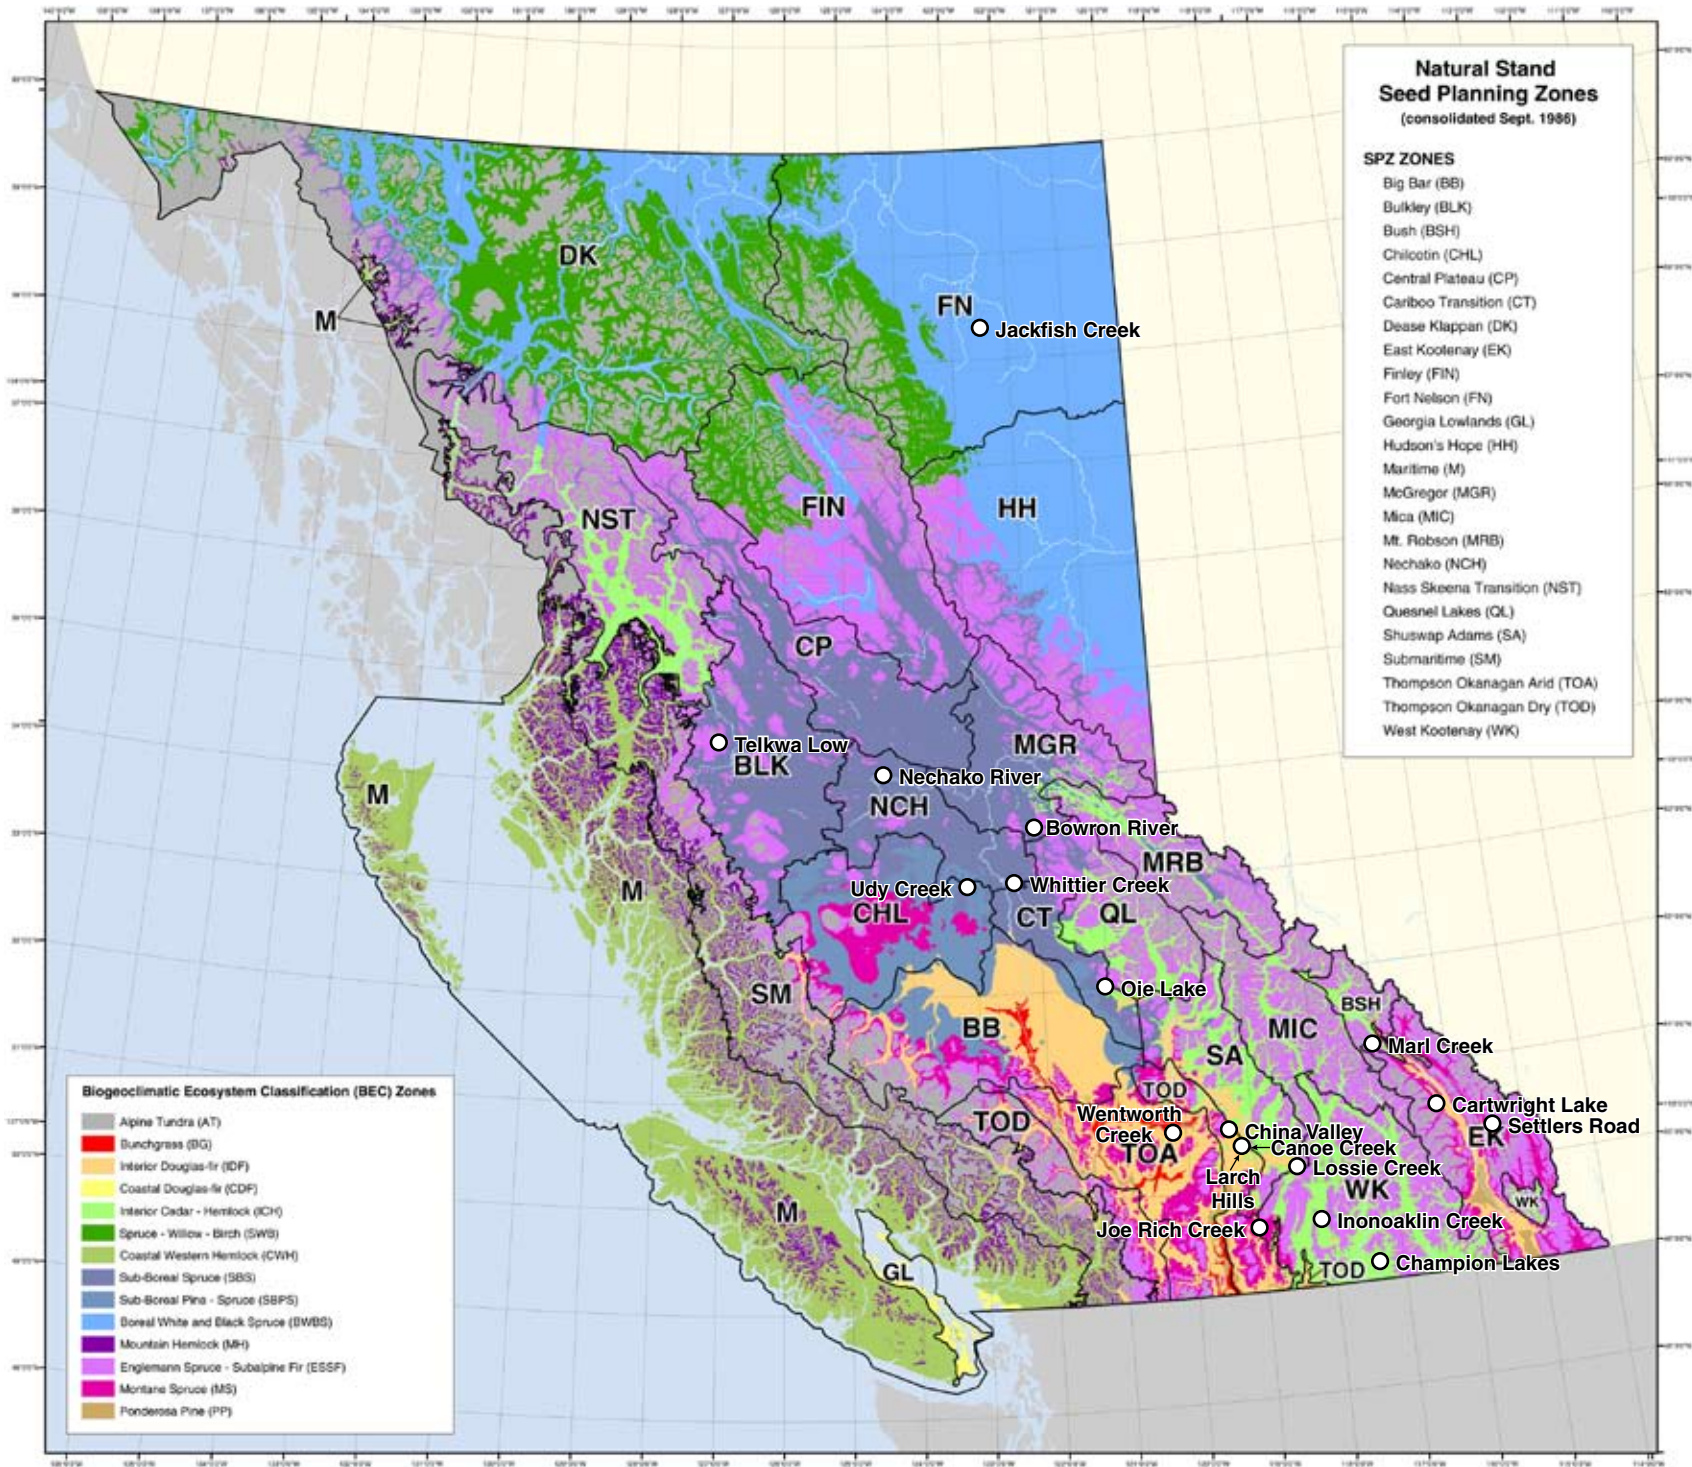 Natural Stand
Seed Planning Zones
(consolidated Sept. 1986)
SPZ ZONES
Big Bar (BB)
Bulkley (BLK)
Bush (BSH)
Chilcotin (CHL)
Central Plateau (CP)
Cariboo Transition (CT)
Dease Klappan (DK)
East Kootenay (EK)
Finley (FIN)
Fort Nelson (FN)
Georgia Lowlands (GL)
Hudson's Hope (HH)
Maritime (M)
McGregor (MGR)
Mica (MIC)
Mt. Robson (MRB)
Nechako (NCH)
Nass Skeena Transition (NST)
Quesnel Lakes (QL)
Shuswap Adams (SA)
Submaritime (SM)
Thompson Okanagan Arid (TOA)
Thompson Okanagan Dry (TOD)
West Kootenay (WK)
DK
FN
Jackfish Creek
M
HH
FIN
NST
CP
MGR
Telkwa Low
BLK
Nechako River
NCH
M
Bowron River
MRB
Udy Creek
Whittier Creek
M
CHL
CT
QL
Oie Lake
SM
BSH
BB
MIC
Marl Creek
SA
TOD
Cartwright Lake
Wentworth
Creek
TOD
Settlers Road
EK
China Valley
Canoe Creek
TOA
Lossie Creek
Larch
Hills
WK
WK
M
Joe Rich Creek
Inonoaklin Creek
GL
TOD
Champion Lakes
Biogeoclimatic Ecosystem Classification (BEC) Zones
Alpine Tundra (AT)
Bunchgrass (BG)
Interior Douglas-fir (IDF)
Coastal Douglas-fir (CDF)
Interior Cedar - Hemlock (ICH)
Spruce - Willow - Birch (SWB)
Coastal Western Hemlock (CWH)
Sub-Boreal Spruce (SBS)
Sub-Boreal Pine - Spruce (SBPS)
Boreal White and Black Spruce (BWBS)
Mountain Hemlock (MH)
Englemann Spruce - Subalpine Fir (ESSF)
Montane Spruce (MS)
Ponderosa Pine (PP)